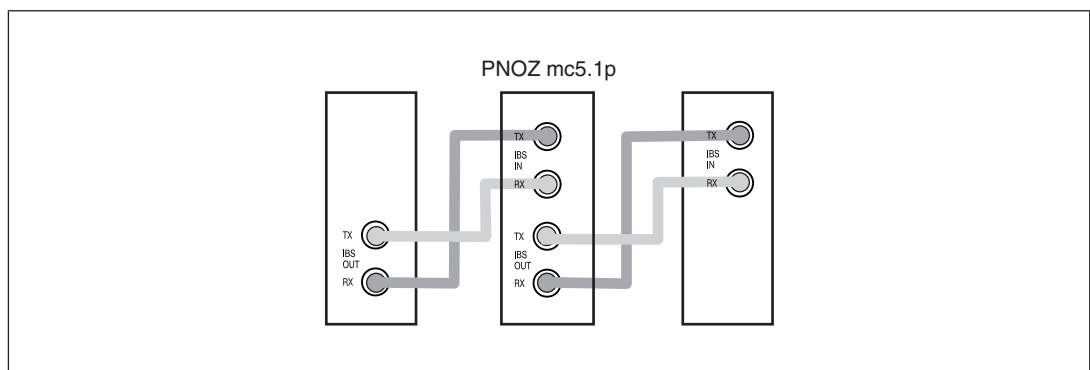 PNOZ mc5.1p
TX
IBS
OUT
RX
TX
IBS
IN
RX
TX
IBS
OUT
RX
TX
IBS
IN
RX